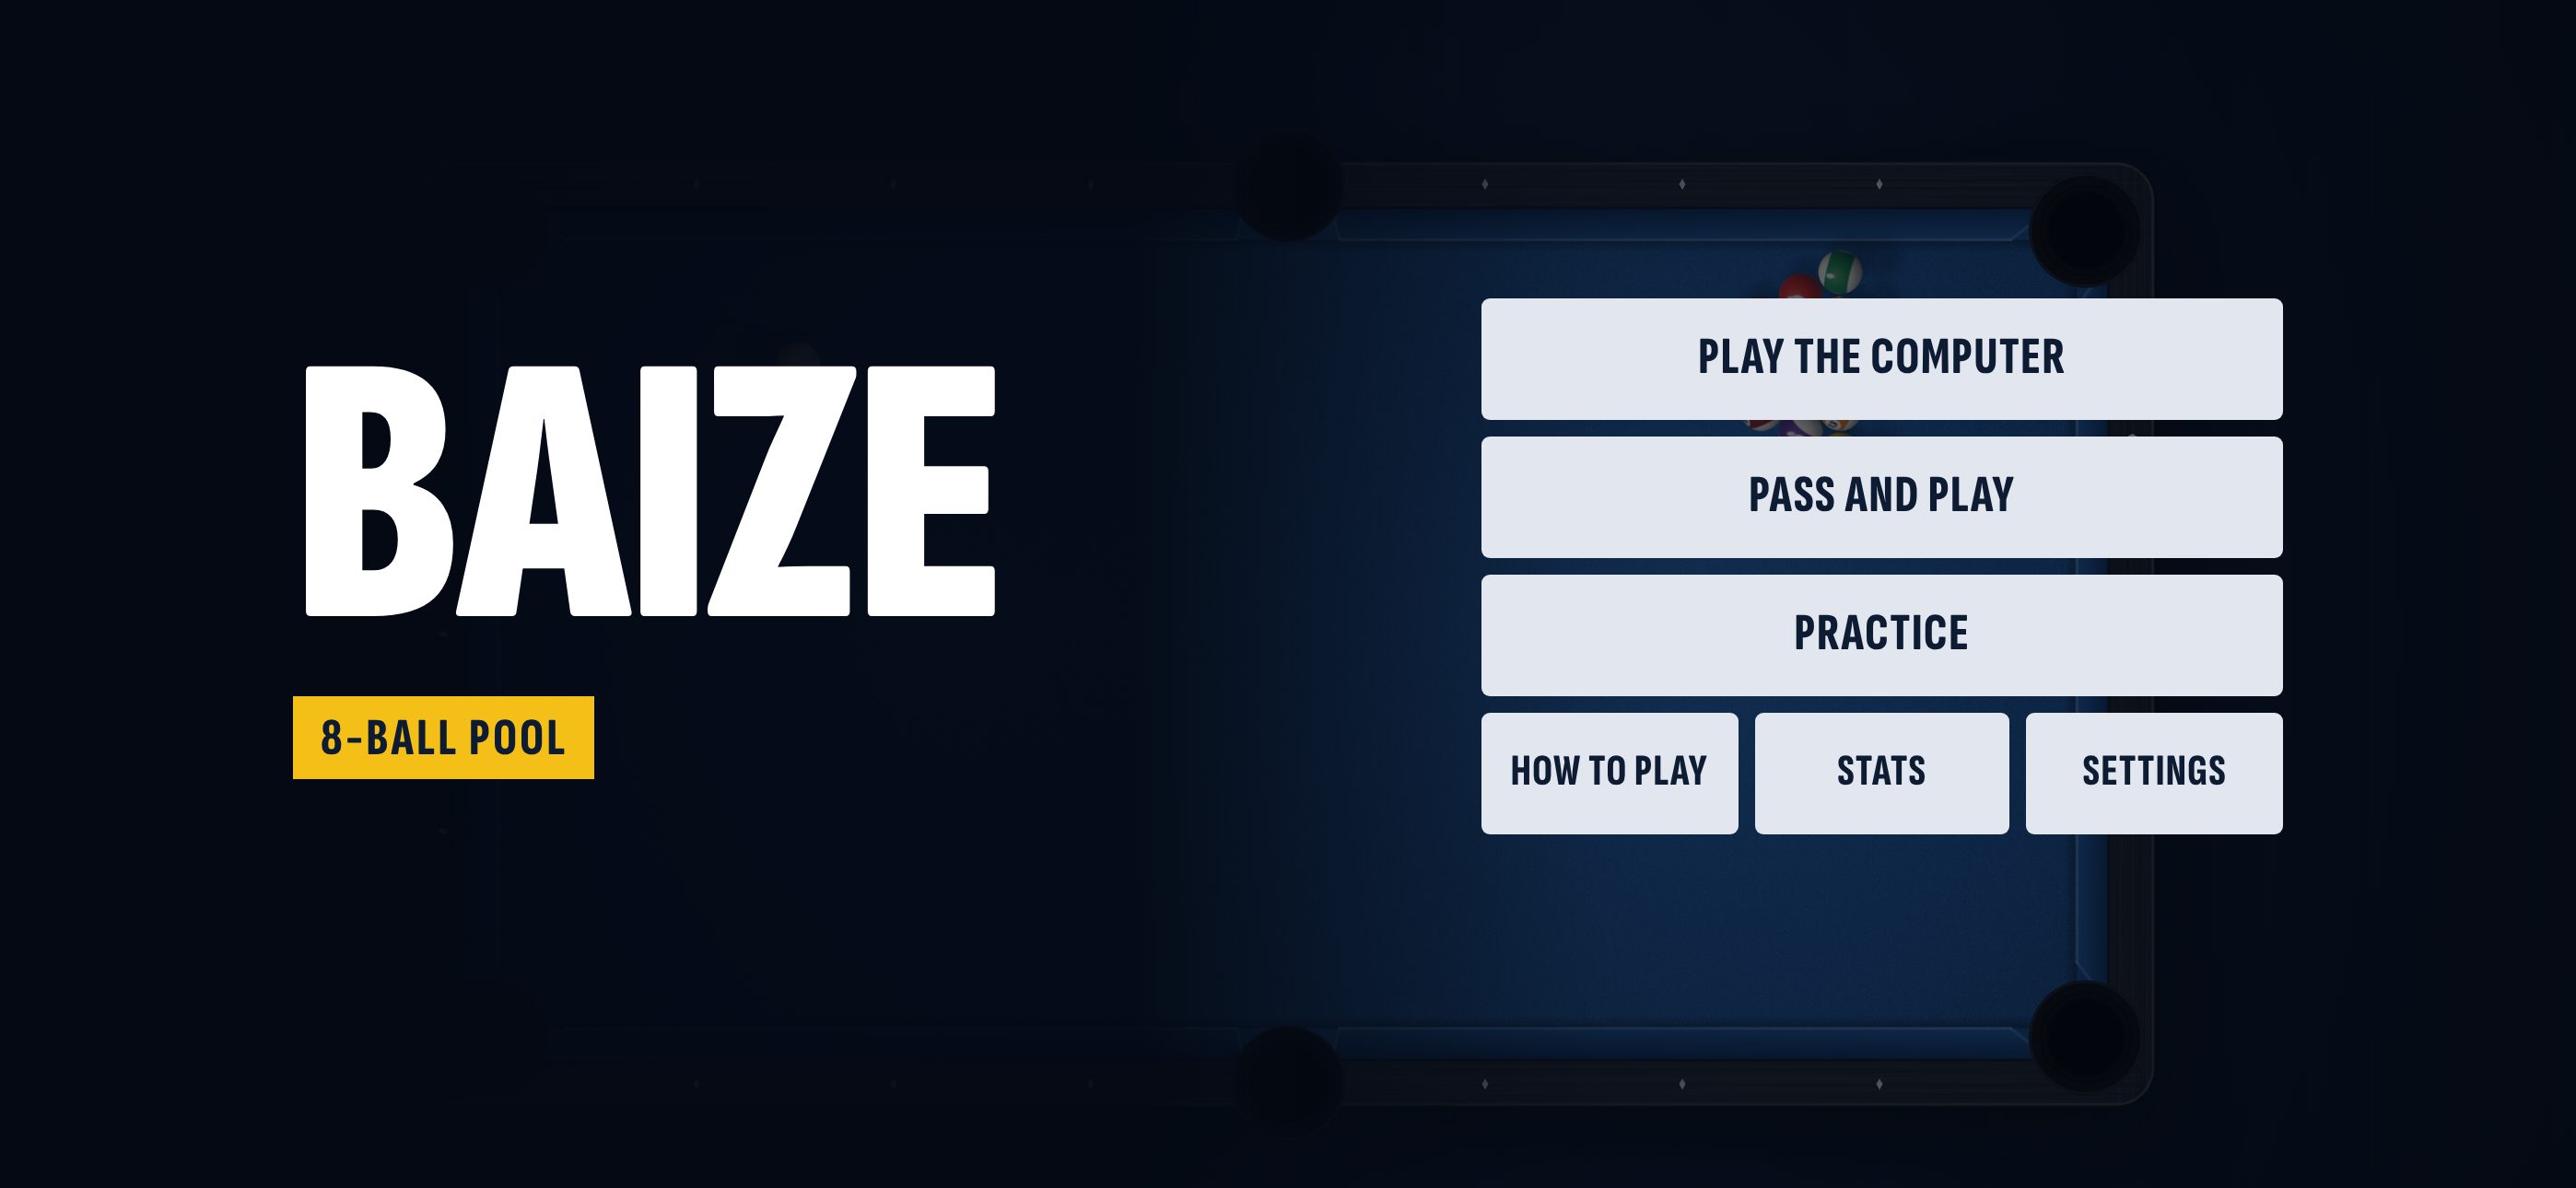 BAIZE
8-BALL POOL
PLAY THE COMPUTER
PASS AND PLAY
PRACTICE
HOW TO PLAY
STATS
SETTINGS